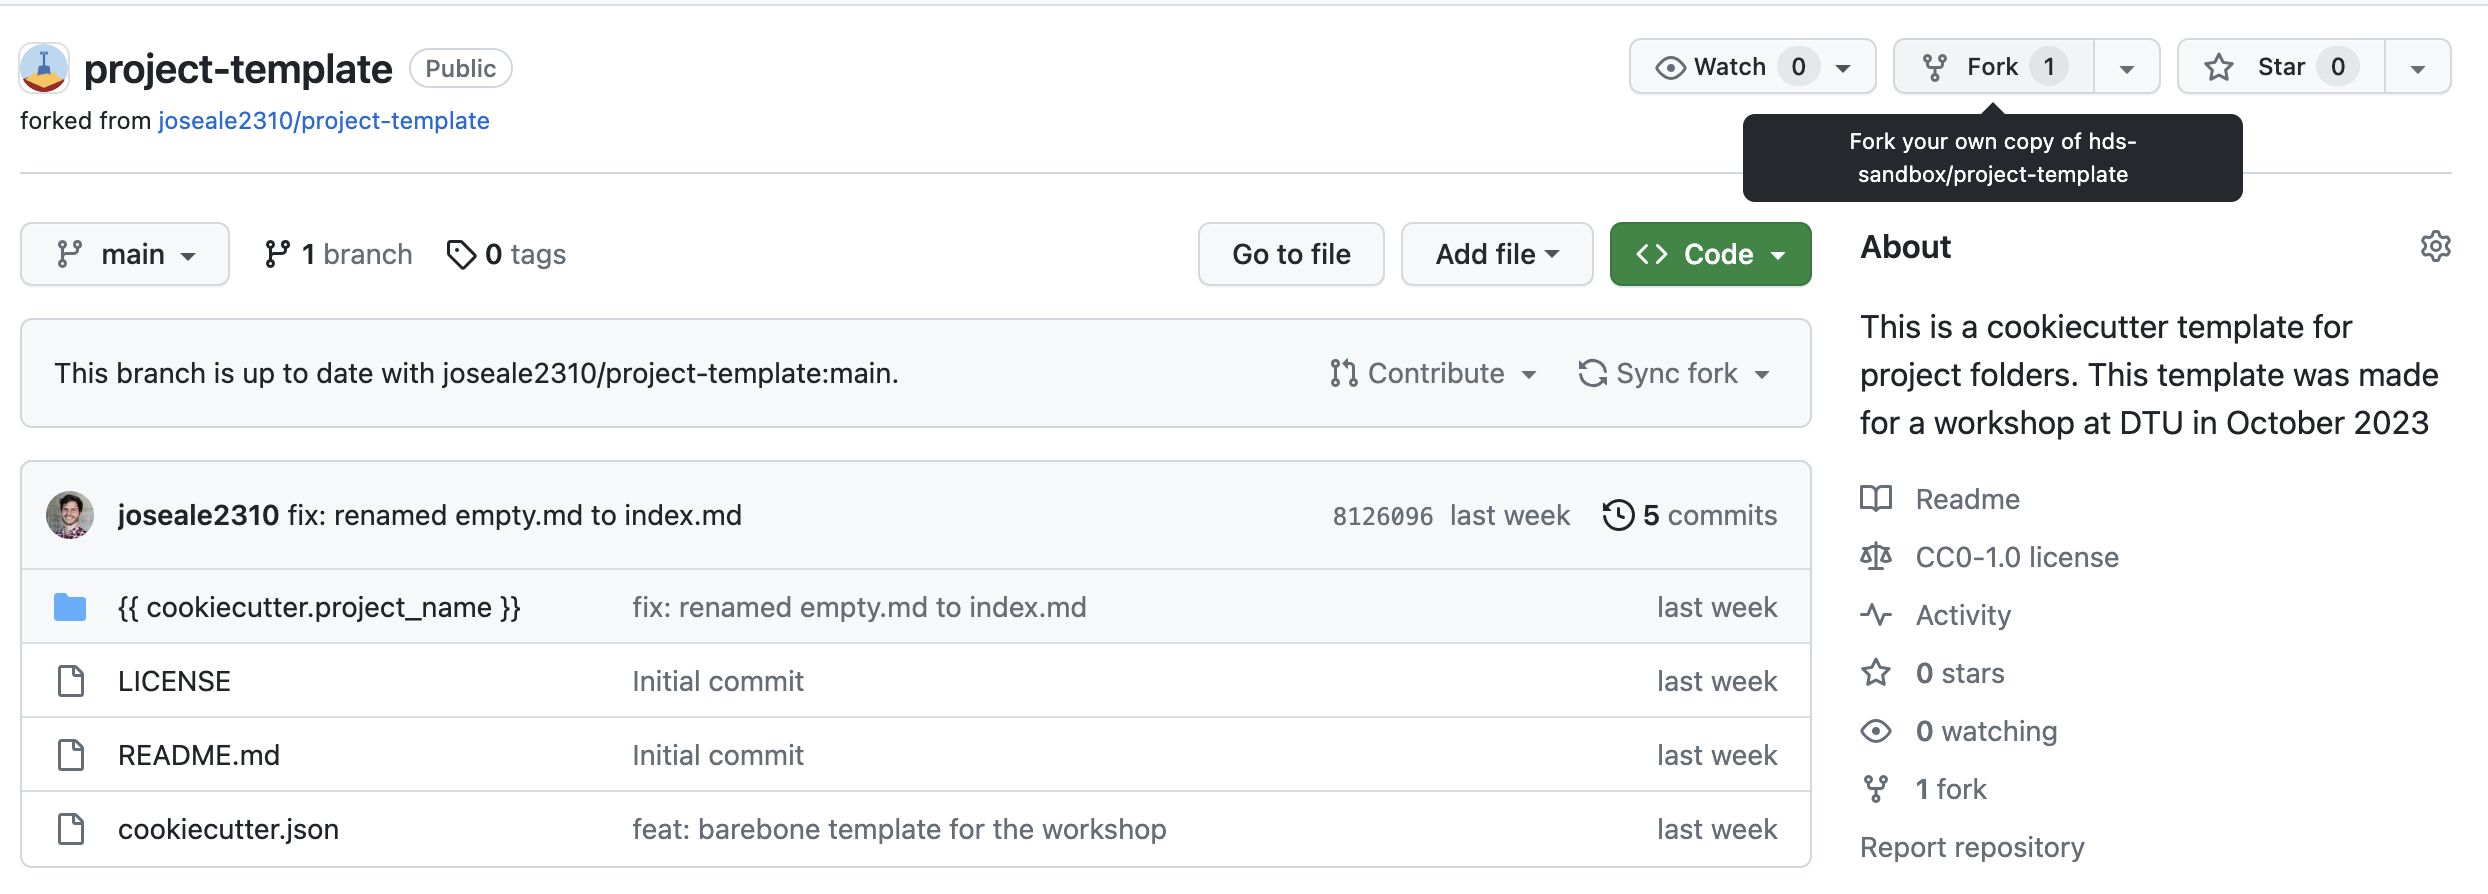 project-template Public
Watch 0
Fork 1
Star 0
forked from joseale2310/project-template
Fork your own copy of hds-
sandbox/project-template
main
1 branch
0 tags
Go to file
Add file
Code
This branch is up to date with joseale2310/project-template:main.
Contribute
Sync fork
joseale2310 fix: renamed empty.md to index.md
8126096 last week
5 commits
{{ cookiecutter.project_name }} fix: renamed empty.md to index.md last week
LICENSE Initial commit last week
README.md Initial commit last week
cookiecutter.json feat: barebone template for the workshop last week
About
This is a cookiecutter template for
project folders. This template was made
for a workshop at DTU in October 2023
Readme
CC0-1.0 license
Activity
0 stars
0 watching
1 fork
Report repository